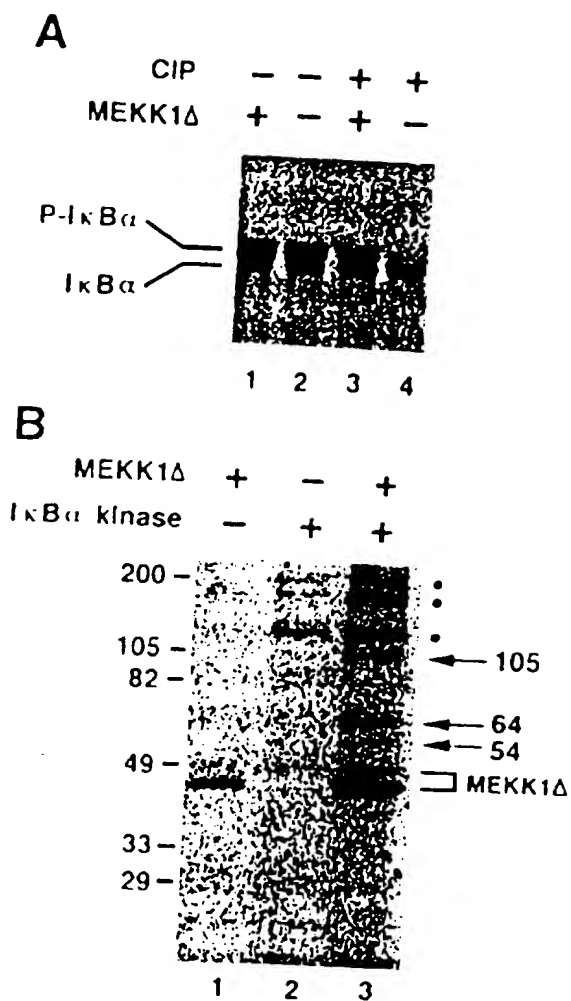 A
CIP – – + +
MEKK1Δ + – + –
P-IκBα
IκBα
1 2 3 4
B
MEKK1Δ + – +
IκBα kinase – + +
200 –
105 –
105
82 –
64
54
49 –
MEKK1Δ
33 –
29 –
1 2 3